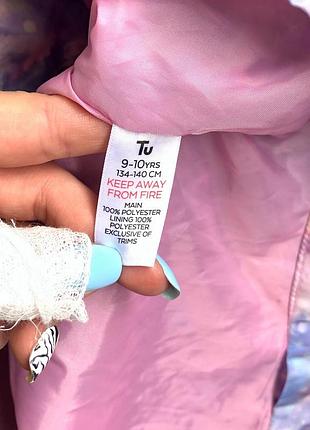 Tu
9-10YRS
134-140 CM
KEEP AWAY
FROM FIRE
MAIN
100% POLYESTER
LINING 100%
POLYESTER
EXCLUSIVE OF
TRIMS